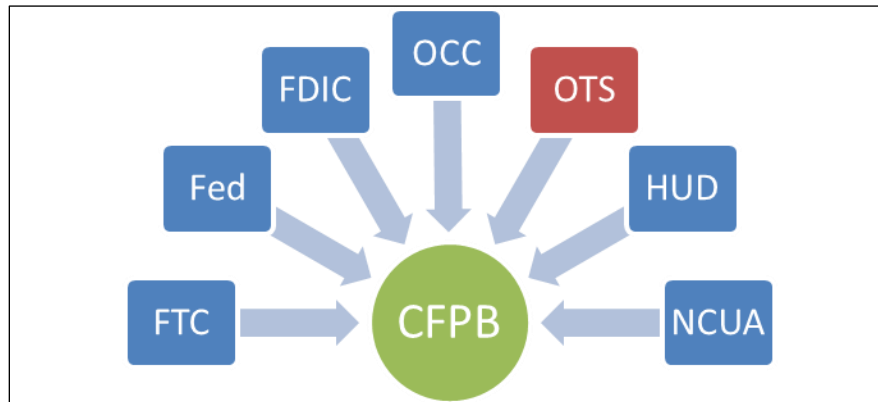 OCC
FDIC
OTS
Fed
HUD
FTC
CFPB
NCUA